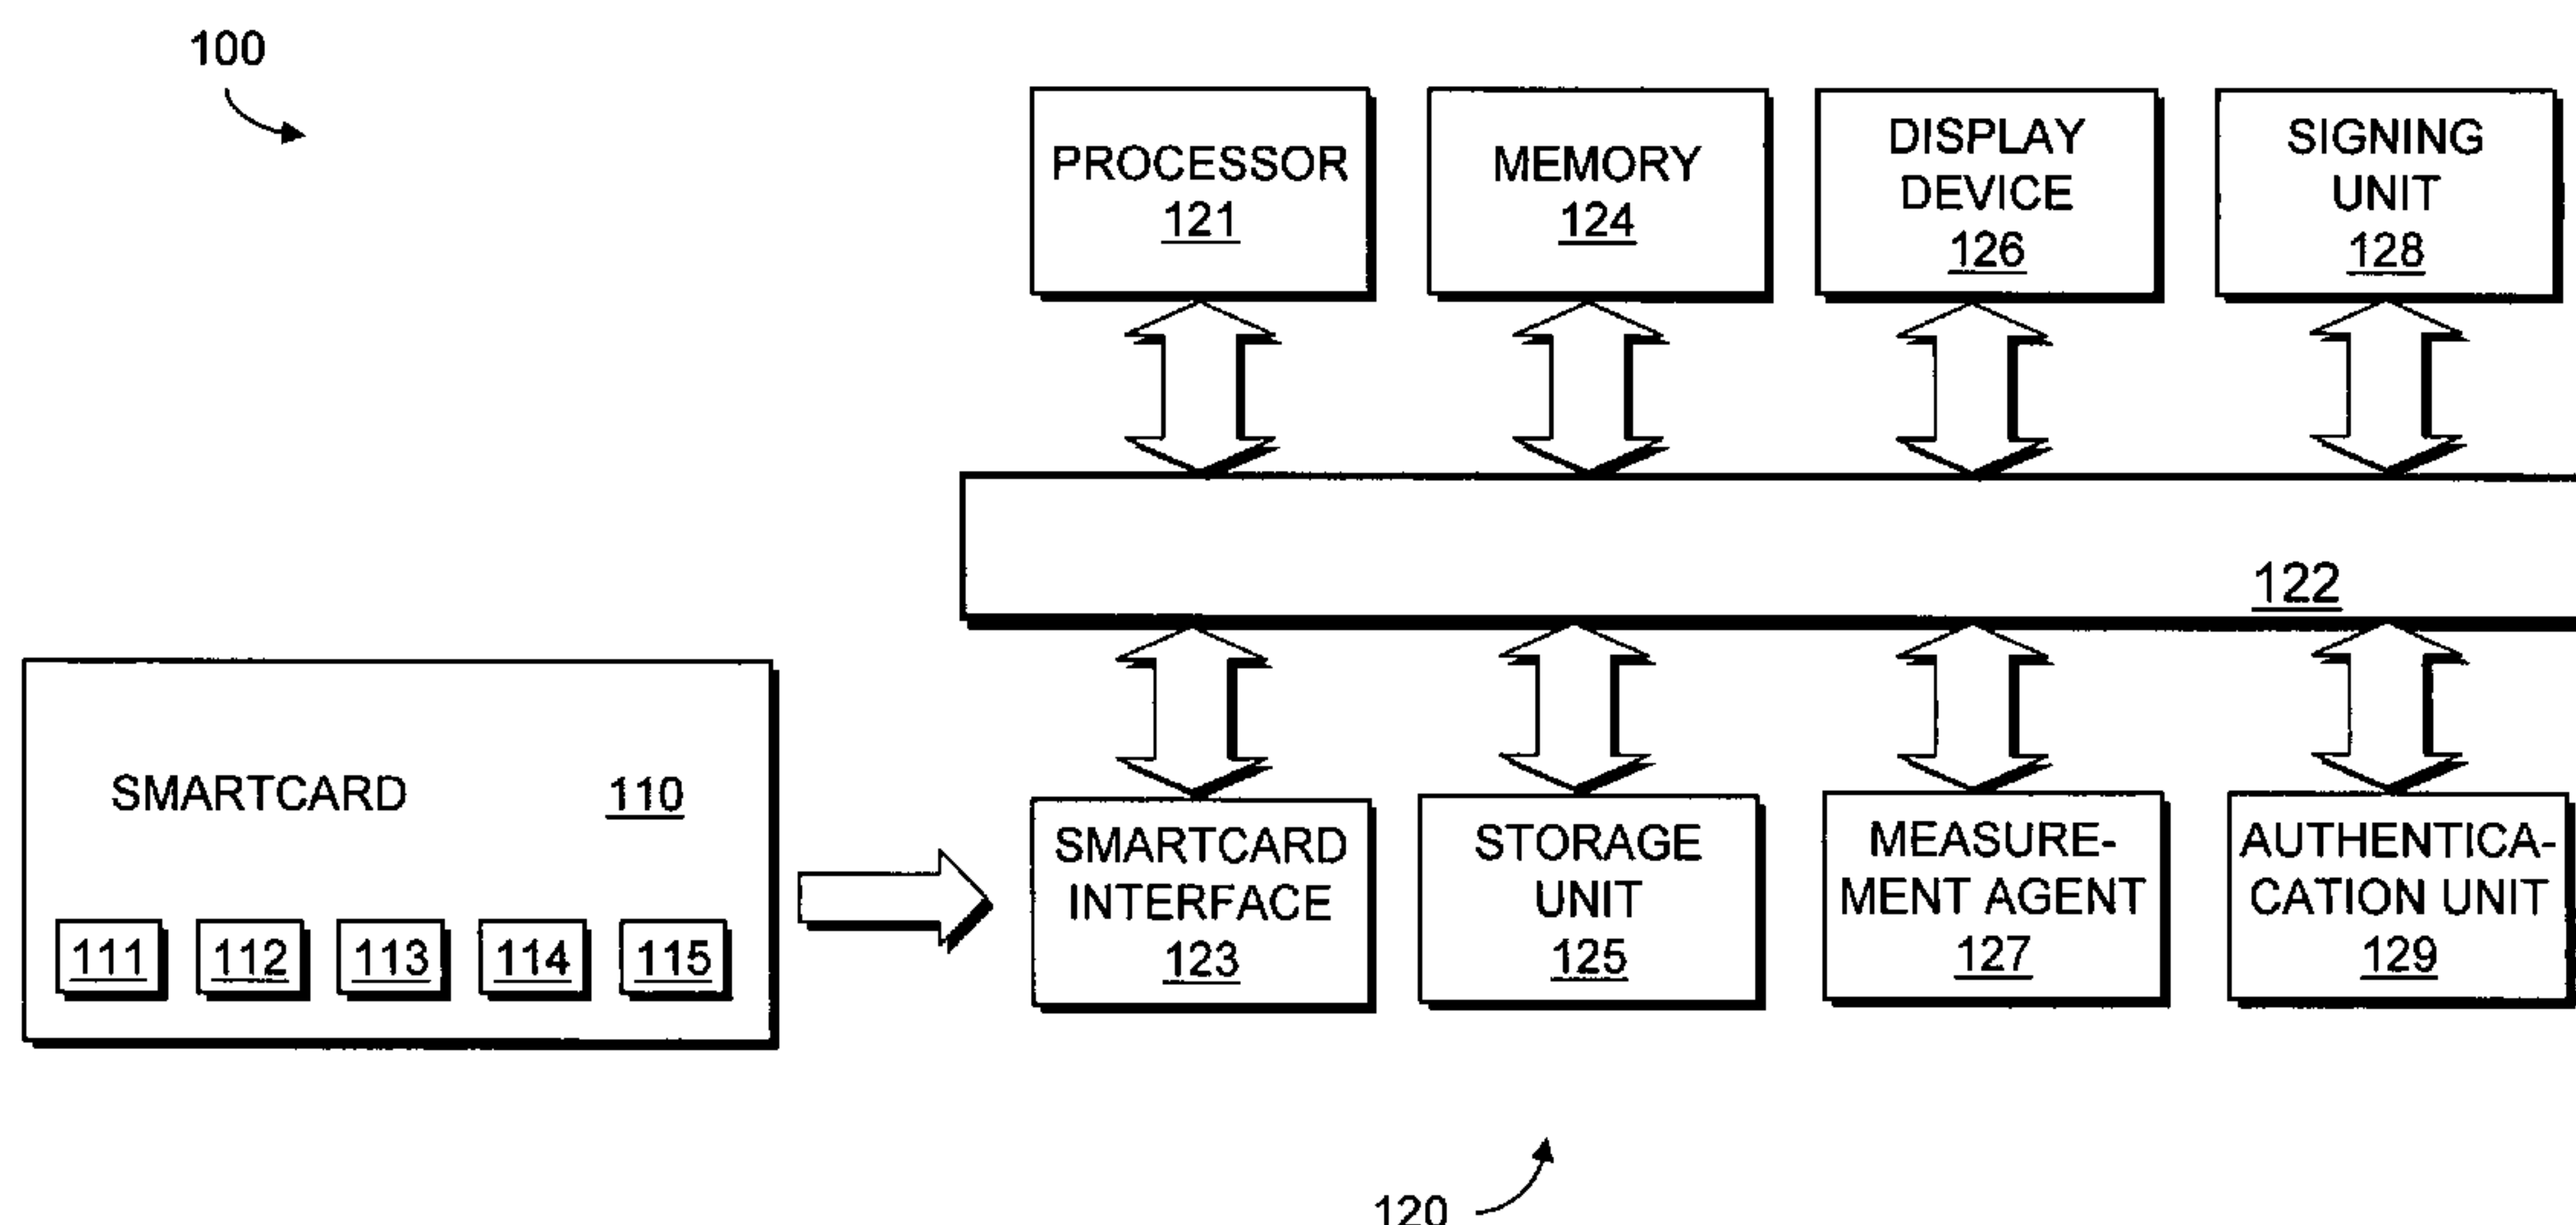 100
PROCESSOR
121
MEMORY
124
DISPLAY
DEVICE
126
SIGNING
UNIT
128
122
SMARTCARD 110
111 112 113 114 115
SMARTCARD
INTERFACE
123
STORAGE
UNIT
125
MEASURE-
MENT AGENT
127
AUTHENTICA-
CATION UNIT
129
120